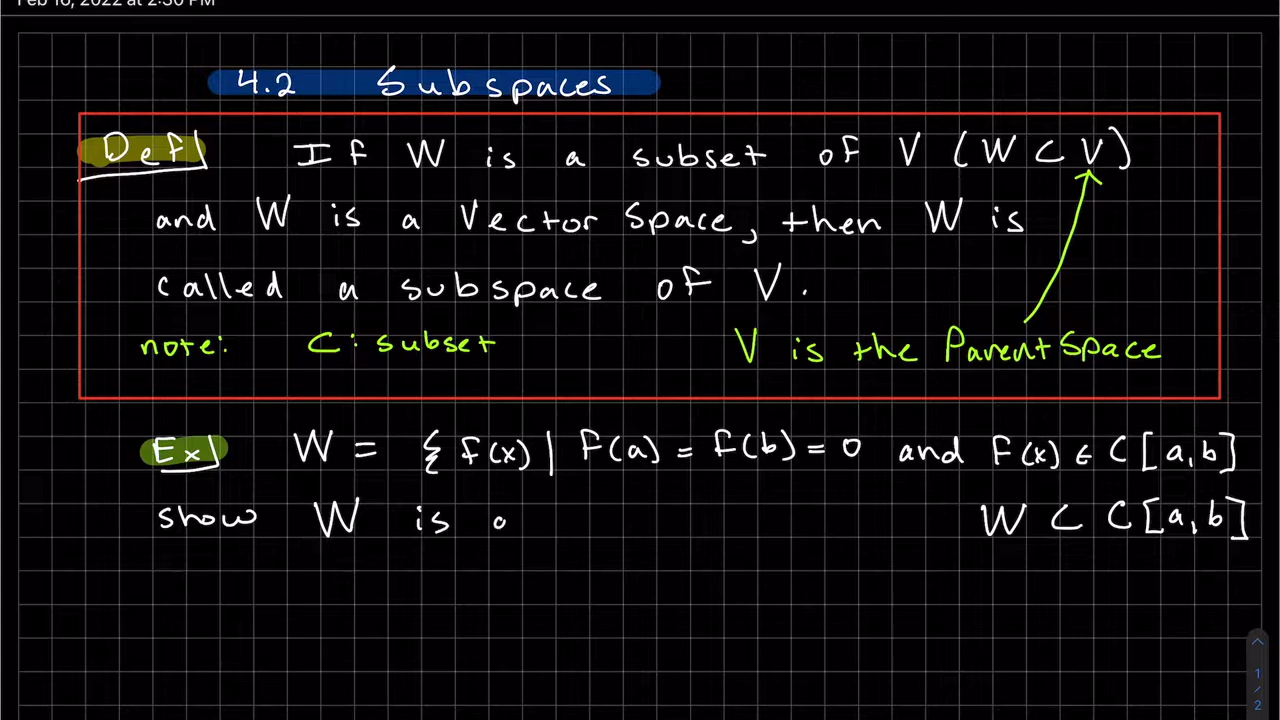 Feb 16, 2022 at 2:30 PM
4.2 Subspaces
Def If W is a subset of V (W ⊂ V)
and W is a Vector Space, then W is
called a subspace of V.
note: ⊂: subset V is the Parent Space
Ex W = { f(x) | f(a) = f(b) = 0 and f(x) ∈ C[a,b]
show W is a W ⊂ C[a,b]
1/2